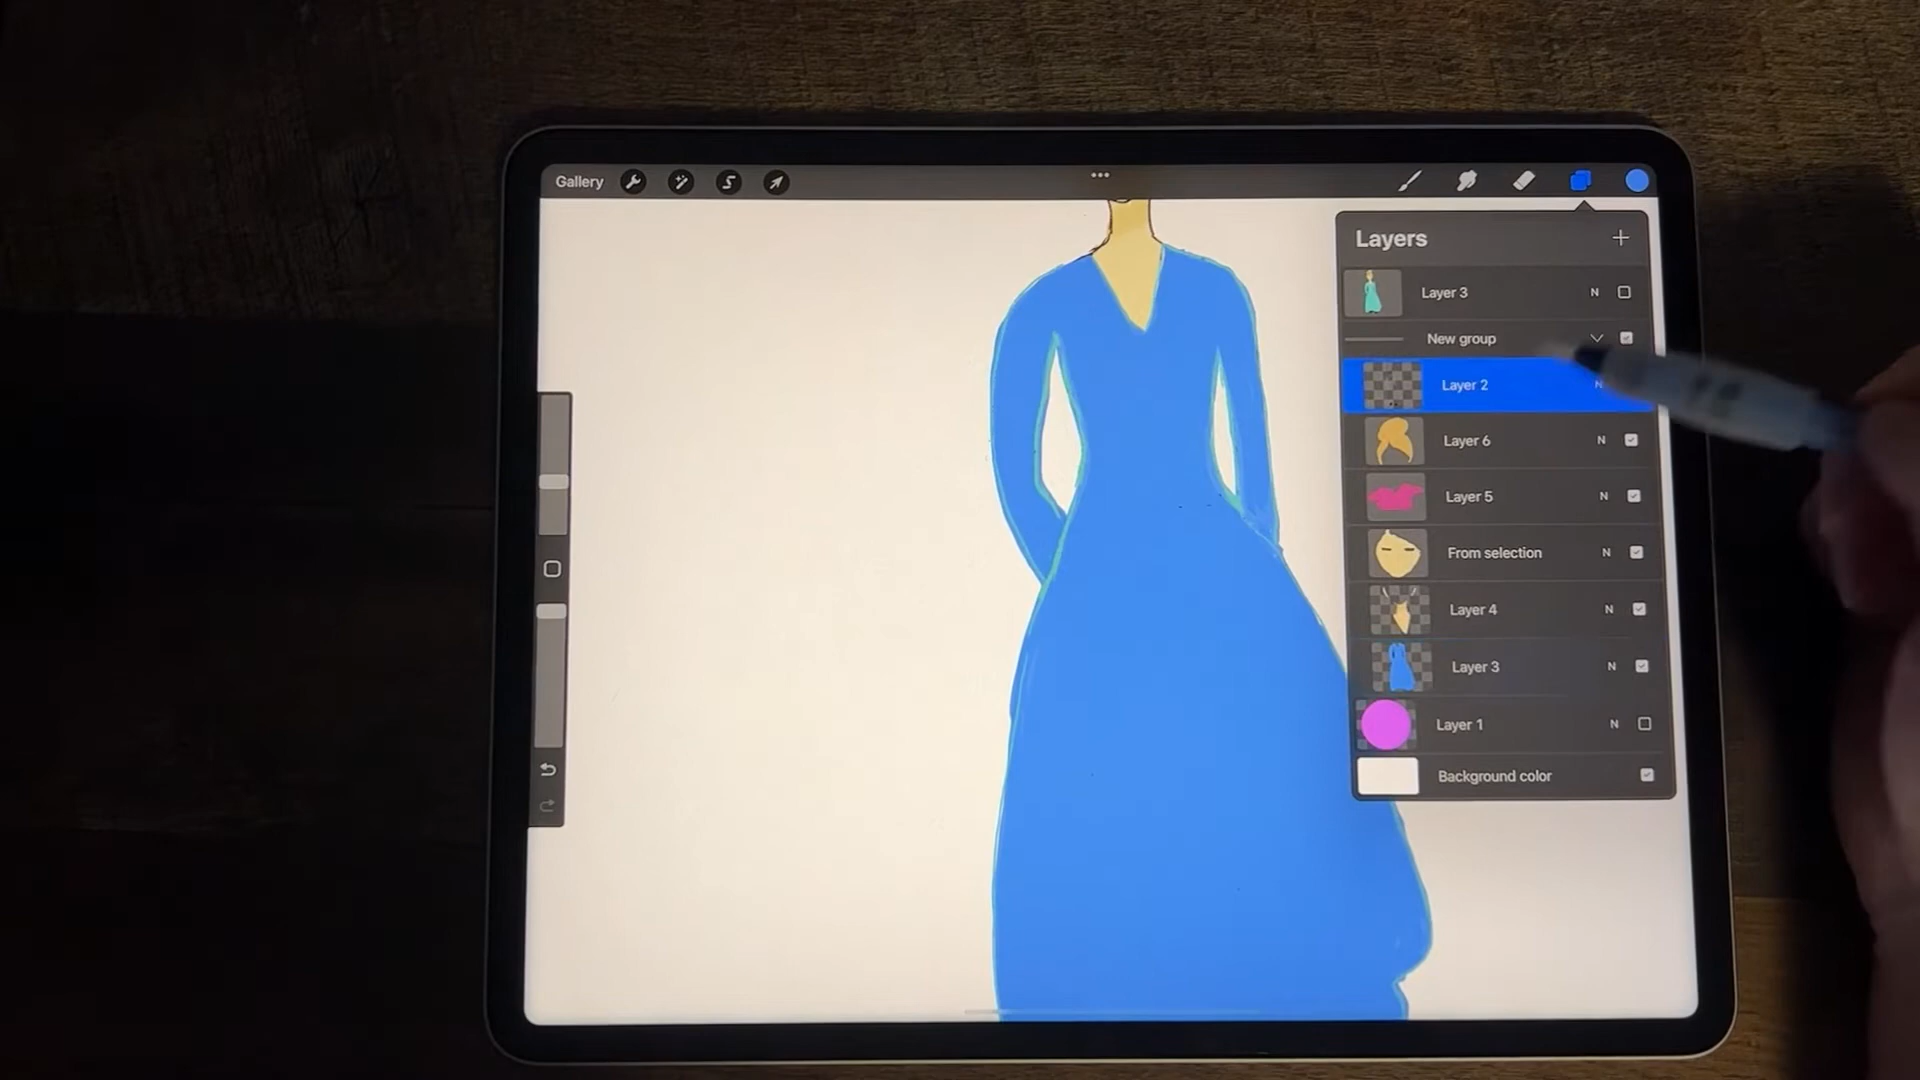 Gallery
Layers
Layer 3 N
New group
Layer 2 N
Layer 6 N
Layer 5 N
From selection N
Layer 4 N
Layer 3 N
Layer 1 N
Background color